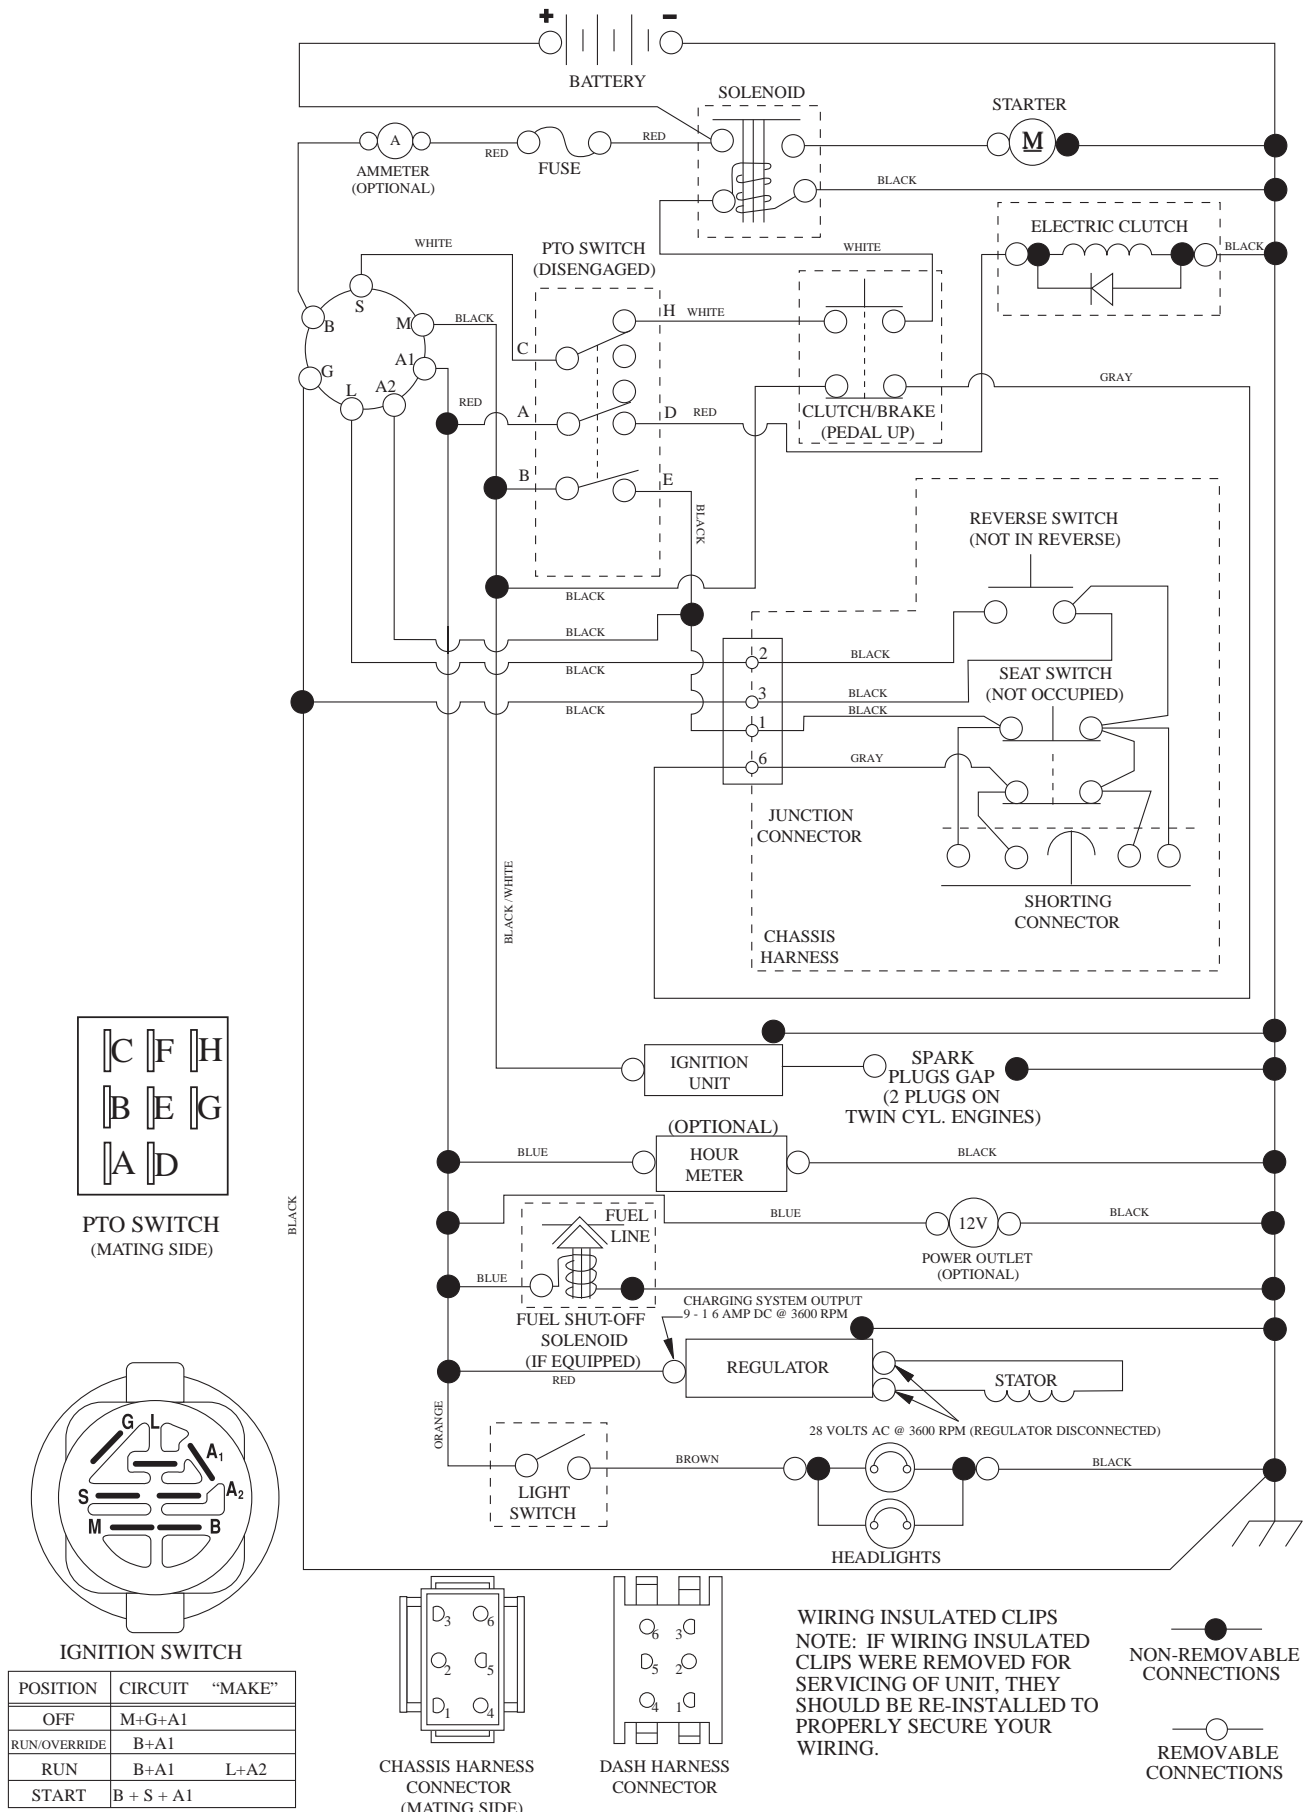 + -
BATTERY
SOLENOID
STARTER
A
RED
FUSE
RED
M
AMMETER
(OPTIONAL)
BLACK
ELECTRIC CLUTCH
BLACK
WHITE
PTO SWITCH
(DISENGAGED)
WHITE
S
B
M
BLACK
H
WHITE
C
G
A1
L
A2
RED
A
D
RED
GRAY
CLUTCH/BRAKE
(PEDAL UP)
B
E
BLACK
REVERSE SWITCH
(NOT IN REVERSE)
BLACK
BLACK
BLACK
2
BLACK
SEAT SWITCH
(NOT OCCUPIED)
3
BLACK
BLACK
1
BLACK
6
GRAY
JUNCTION
CONNECTOR
BLACK/WHITE
SHORTING
CONNECTOR
CHASSIS
HARNESS
C F H
B E G
A D
PTO SWITCH
(MATING SIDE)
IGNITION
UNIT
SPARK
PLUGS GAP
(2 PLUGS ON
TWIN CYL. ENGINES)
(OPTIONAL)
HOUR
METER
BLUE
BLACK
BLACK
FUEL
LINE
BLUE
12V
BLACK
POWER OUTLET
(OPTIONAL)
BLUE
FUEL SHUT-OFF
SOLENOID
(IF EQUIPPED)
CHARGING SYSTEM OUTPUT
9 - 1 6 AMP DC @ 3600 RPM
RED
REGULATOR
STATOR
28 VOLTS AC @ 3600 RPM (REGULATOR DISCONNECTED)
ORANGE
BROWN
BLACK
LIGHT
SWITCH
HEADLIGHTS
G L
A1
S
A2
M
B
IGNITION SWITCH
POSITION CIRCUIT “MAKE”
OFF M+G+A1
RUN/OVERRIDE B+A1
RUN B+A1 L+A2
START B + S + A1
3 6
2 5
1 4
CHASSIS HARNESS
CONNECTOR
(MATING SIDE)
6 3
5 2
4 1
DASH HARNESS
CONNECTOR
WIRING INSULATED CLIPS
NOTE: IF WIRING INSULATED
CLIPS WERE REMOVED FOR
SERVICING OF UNIT, THEY
SHOULD BE RE-INSTALLED TO
PROPERLY SECURE YOUR
WIRING.
NON-REMOVABLE
CONNECTIONS
REMOVABLE
CONNECTIONS